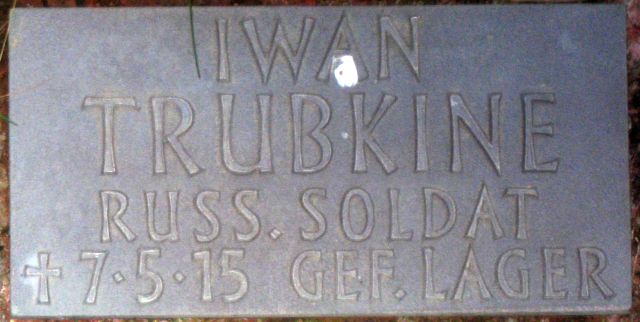 IWAN
TRUBKINE
RUSS. SOLDAT
✝ 7·5·15 GEF. LAGER